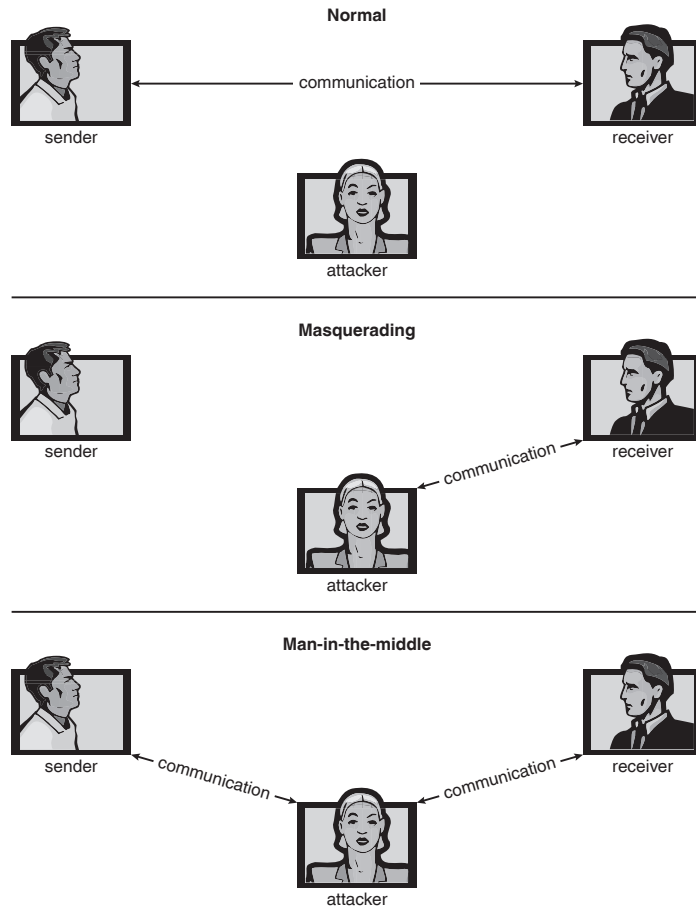 Normal
communication
sender
receiver
attacker
Masquerading
sender
communication
receiver
attacker
Man-in-the-middle
sender
communication
communication
receiver
attacker